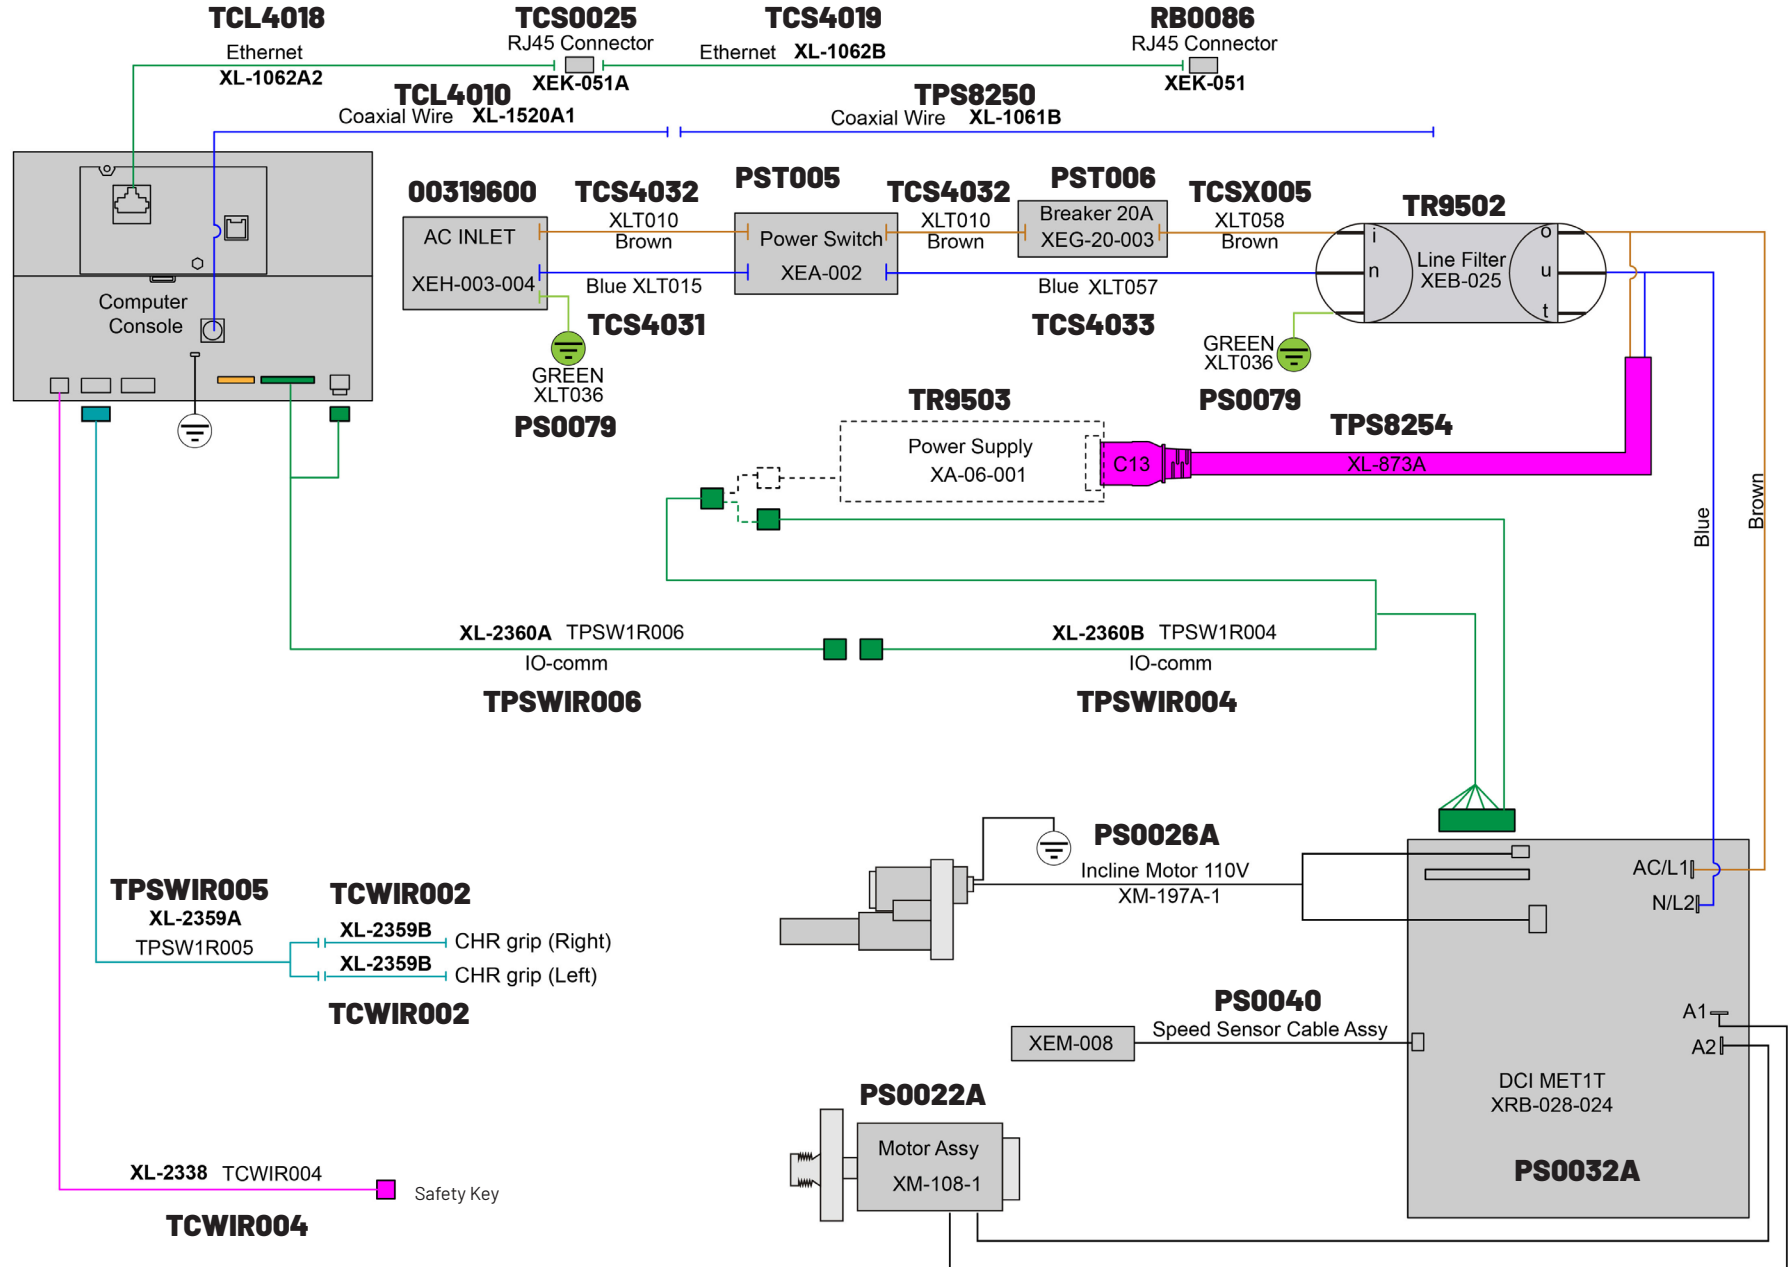 TCL4018
TCS0025
TCS4019
RB0086
Ethernet
RJ45 Connector
Ethernet XL-1062B
RJ45 Connector
XL-1062A2
XEK-051A
XEK-051
TCL4010
TPS8250
Coaxial Wire XL-1520A1
Coaxial Wire XL-1061B
00319600
TCS4032
PST005
TCS4032
PST006
TCSX005
TR9502
AC INLET
XEH-003-004
XLT010
Brown
Power Switch
XEA-002
XLT010
Brown
Breaker 20A
XEG-20-003
XLT058
Brown
i
n
Line Filter
XEB-025
o
u
t
Blue XLT015
Blue XLT057
TCS4031
TCS4033
GREEN
XLT036
PS0079
GREEN
XLT036
PS0079
Computer
Console
TR9503
Power Supply
XA-06-001
C13
TPS8254
XL-873A
Blue
Brown
XL-2360A TPSW1R006
IO-comm
TPSWIR006
XL-2360B TPSW1R004
IO-comm
TPSWIR004
PS0026A
Incline Motor 110V
XM-197A-1
AC/L1
N/L2
TPSWIR005
XL-2359A
TPSW1R005
TCWIR002
XL-2359B CHR grip (Right)
XL-2359B CHR grip (Left)
TCWIR002
PS0040
Speed Sensor Cable Assy
XEM-008
A1
A2
DCI MET1T
XRB-028-024
PS0032A
PS0022A
Motor Assy
XM-108-1
XL-2338 TCWIR004
Safety Key
TCWIR004